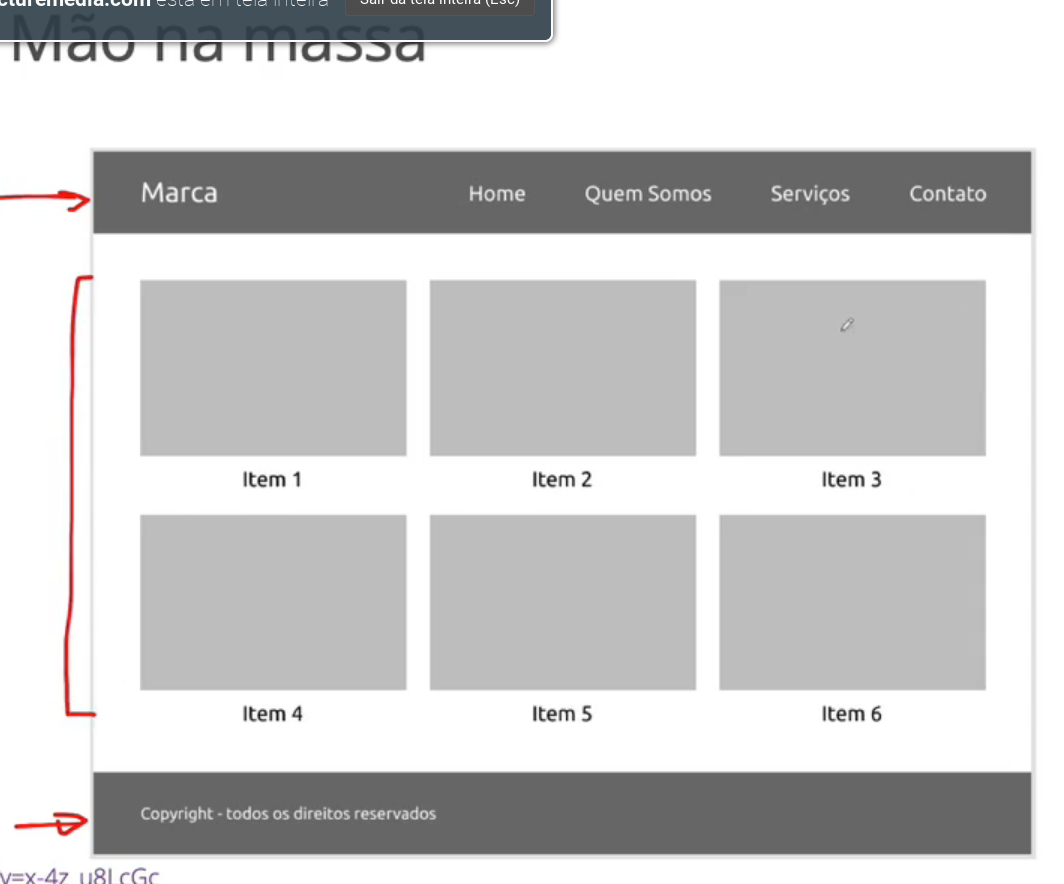 cturemedia.com está em tela inteira Sair da tela inteira (Esc)
Mão na massa
Marca Home Quem Somos Serviços Contato
Item 1 Item 2 Item 3
Item 4 Item 5 Item 6
Copyright - todos os direitos reservados
v=x-4z_u8LcGc